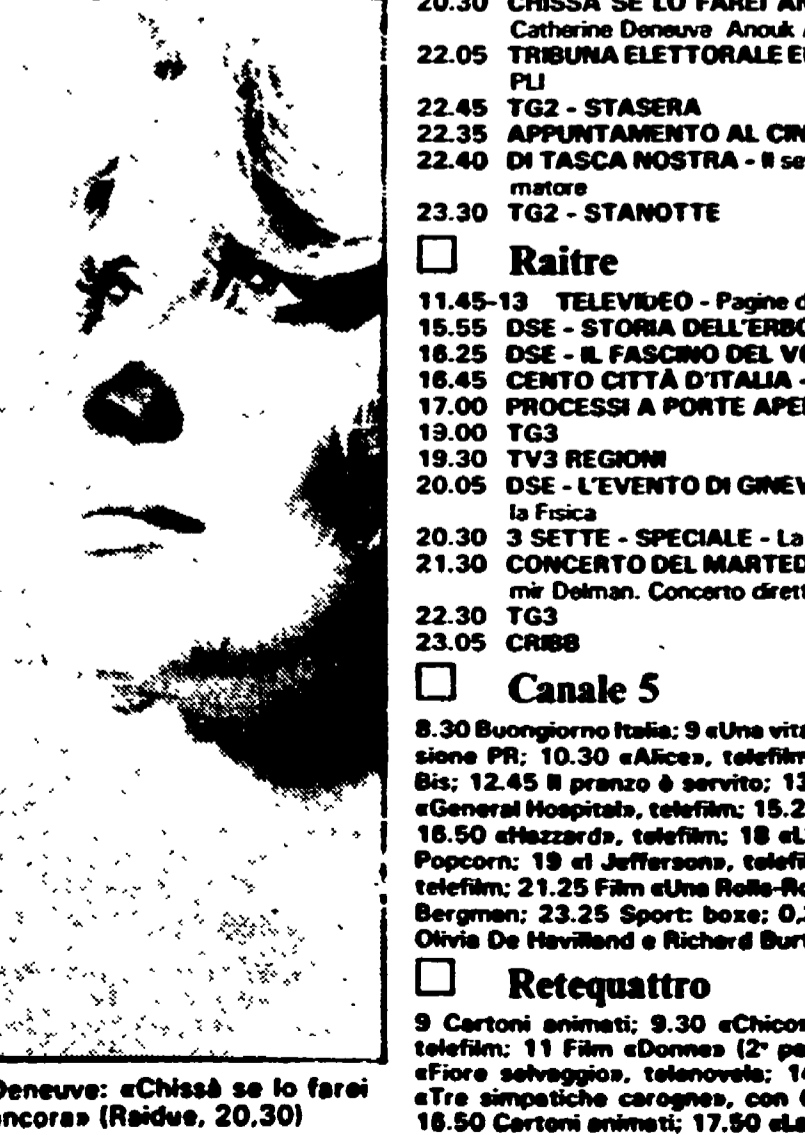 20.30 CHISSÀ SE LO FAREI AN
Catherine Deneuve Anouk A
22.05 TRIBUNA ELETTORALE EU
PLI
22.45 TG2 - STASERA
22.35 APPUNTAMENTO AL CIN
22.40 DI TASCA NOSTRA - Il se
matore
23.30 TG2 - STANOTTE
Raitre
11.45-13 TELEVIDEO - Pagine d
15.55 DSE - STORIA DELL'ERBO
16.25 DSE - IL FASCINO DEL VO
16.45 CENTO CITTÀ D'ITALIA -
17.00 PROCESSI A PORTE APER
19.00 TG3
19.30 TV3 REGIONI
20.05 DSE - L'EVENTO DI GINEV
la Fisica
20.30 3 SETTE - SPECIALE - La
21.30 CONCERTO DEL MARTED
mir Delman. Concerto dirett
22.30 TG3
23.05 CRIBB
Canale 5
8.30 Buongiorno Italia; 9 «Una vita
sione PR; 10.30 «Alice», telefilm
Bis; 12.45 Il pranzo è servito; 13
«General Hospital», telefilm; 15.2
16.50 «Hazzard», telefilm; 18 «L
Popcorn; 19 «I Jefferson», telefil
telefilm; 21.25 Film «Una Rolls-Ro
Bergman; 23.25 Sport: boxe; 0,
Olivia De Havilland e Richard Burt
Retequattro
9 Cartoni animati; 9.30 «Chicon
telefilm; 11 Film «Donne» (2ª pa
«Fiore selvaggio», telenovela; 14
«Tre simpatiche carogne», con
16.50 Cartoni animati; 17.50 «La
Deneuve: «Chissà se lo farei
ancora» (Raidue, 20,30)